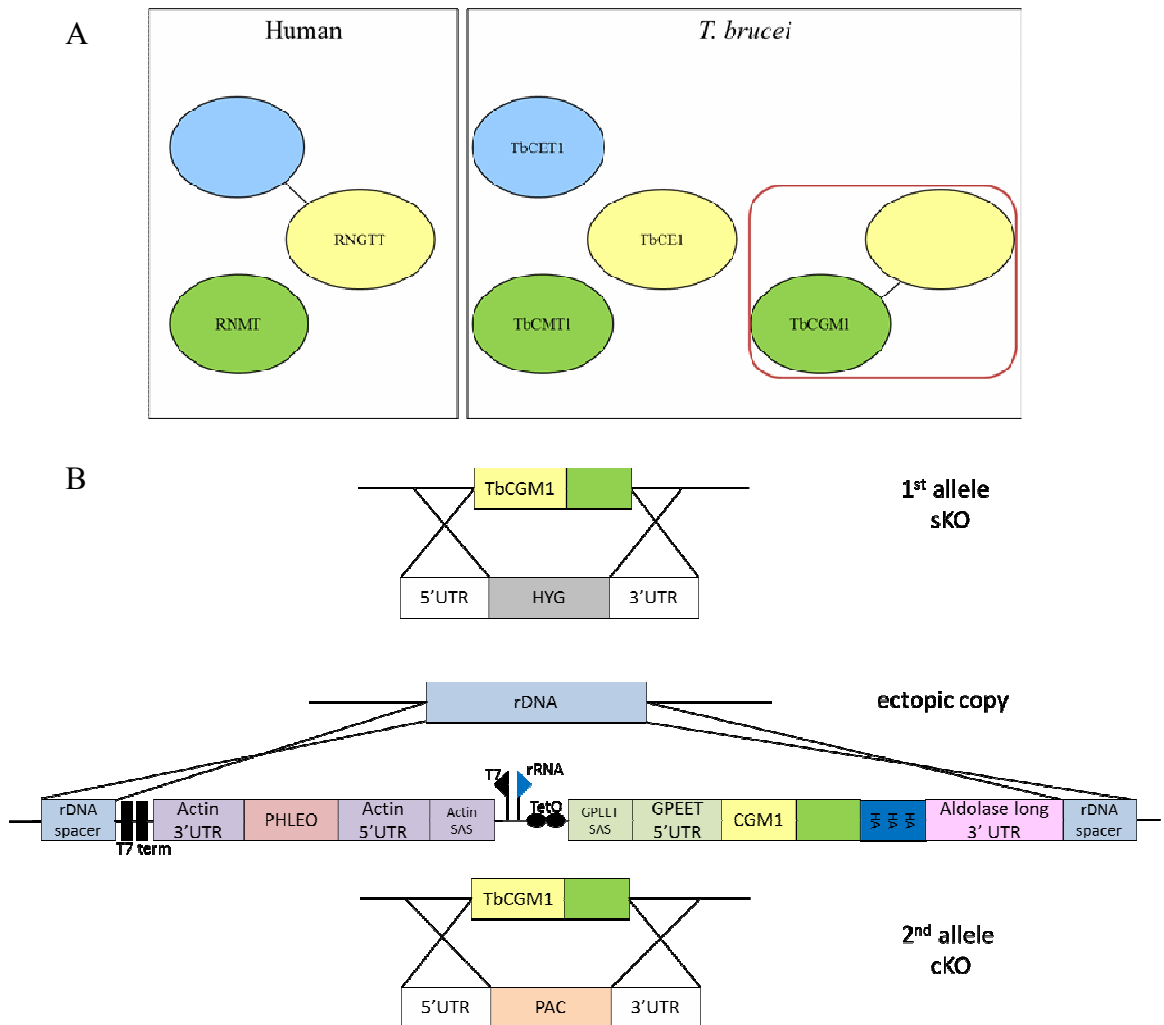 A
Human
T. brucei
TbCET1
RNGTT
TbCE1
RNMT
TbCMT1
TbCGM1
B
TbCGM1
1st allele
sKO
5'UTR
HYG
3'UTR
rDNA
ectopic copy
T7
rRNA
TetO
rDNA
spacer
Actin
3'UTR
PHLEO
Actin
5'UTR
Actin
SAS
GPEET
SAS
GPEET
5'UTR
CGM1
HA
HA
HA
Aldolase long
3' UTR
rDNA
spacer
T7 term
TbCGM1
2nd allele
cKO
5'UTR
PAC
3'UTR